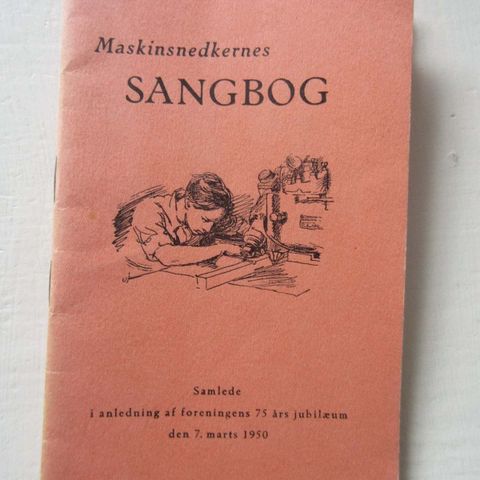 Maskinsnedkernes
SANGBOG
Samlede
i anledning af foreningens 75 års jubilæum
den 7. marts 1950